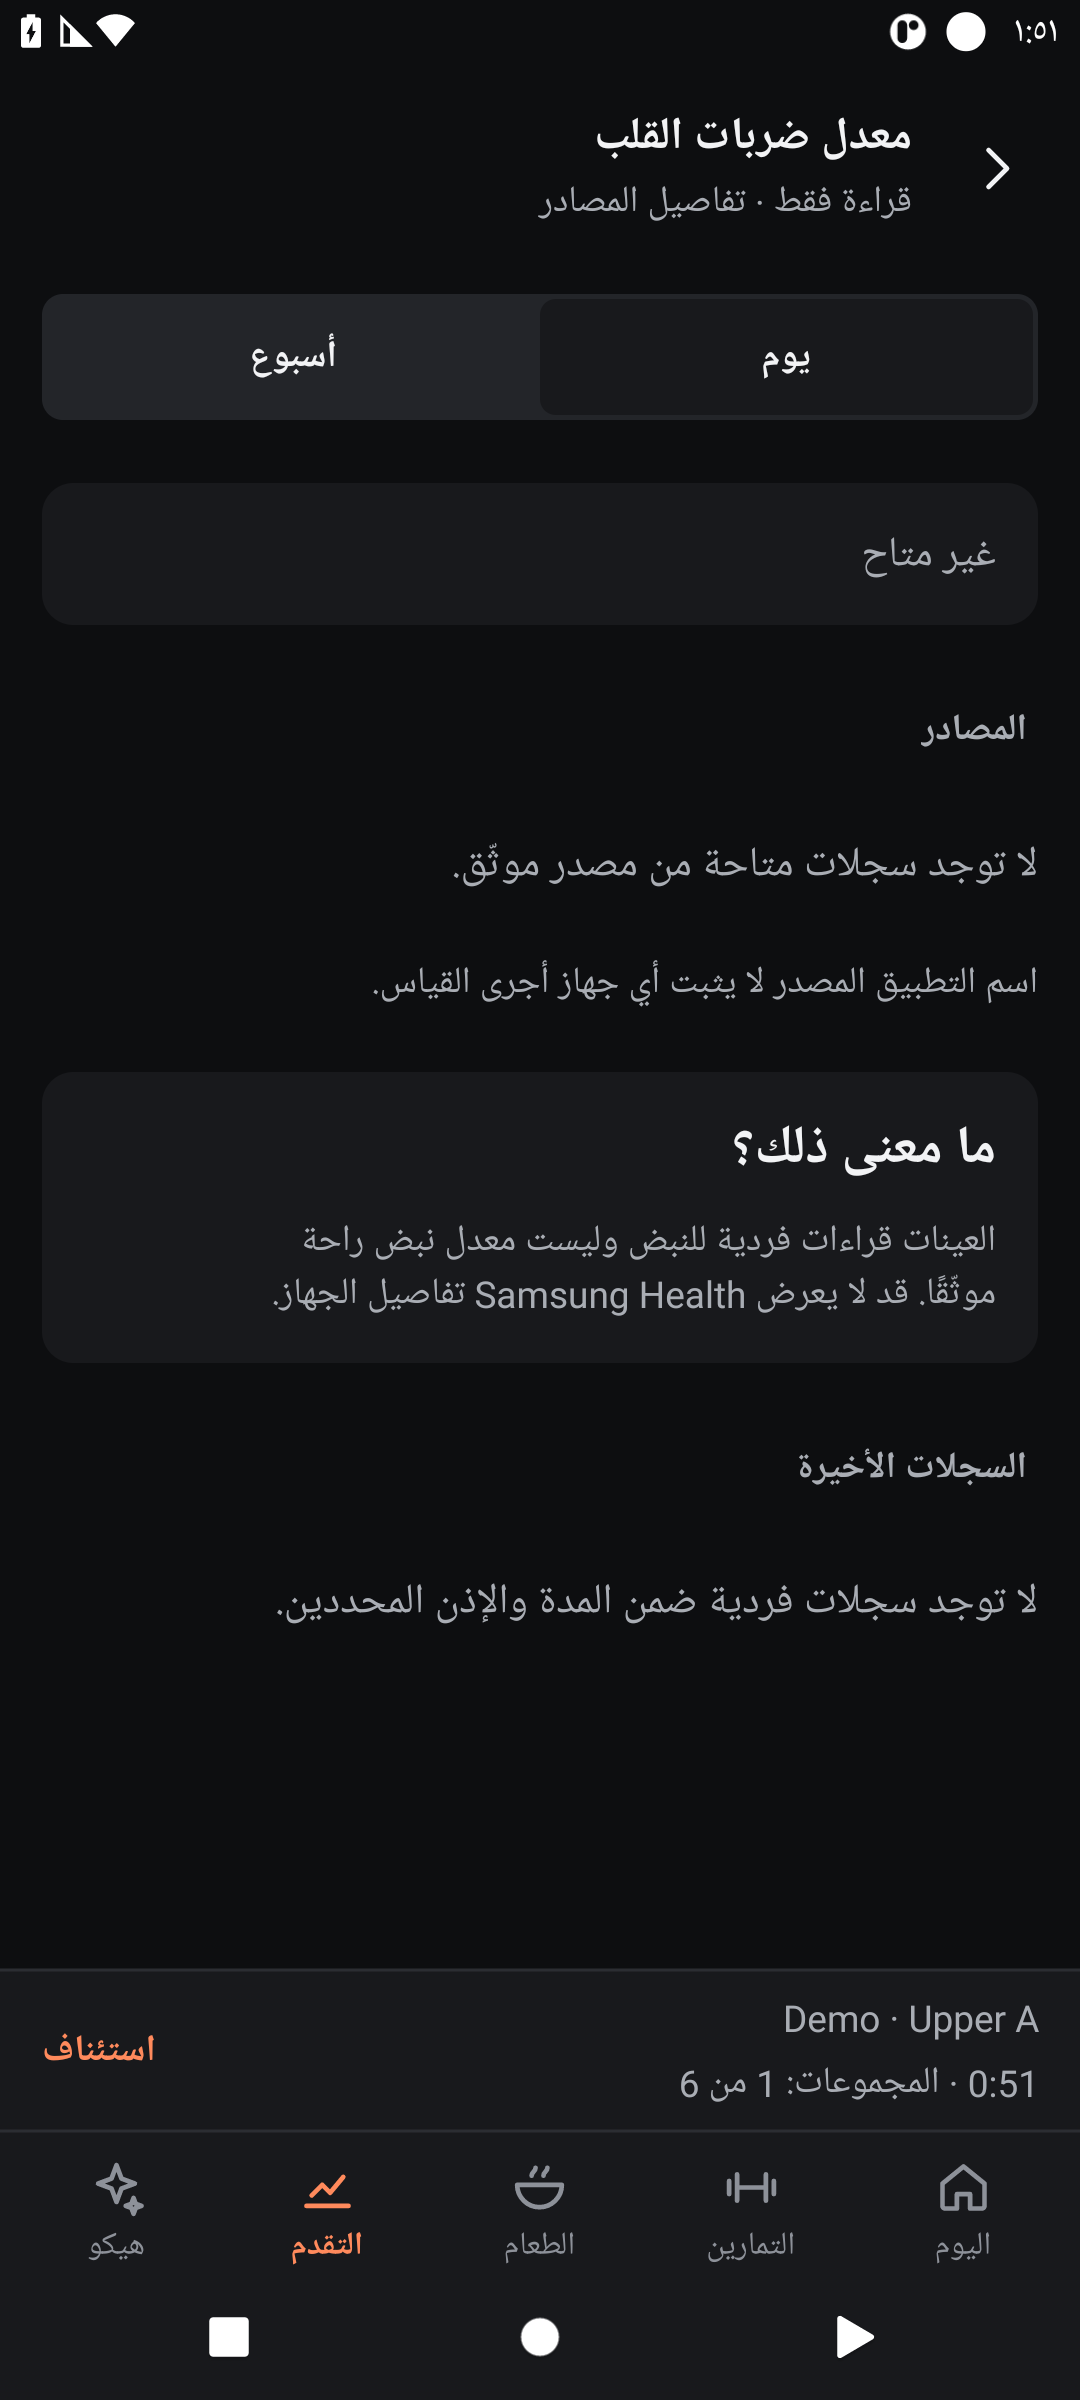 ١:٥١
معدل ضربات القلب
قراءة فقط · تفاصيل المصادر
يوم
أسبوع
غير متاح
المصادر
لا توجد سجلات متاحة من مصدر موثّق.
اسم التطبيق المصدر لا يثبت أي جهاز أجرى القياس.
ما معنى ذلك؟
العينات قراءات فردية للنبض وليست معدل نبض راحة
موثّقًا. قد لا يعرض Samsung Health تفاصيل الجهاز.
السجلات الأخيرة
لا توجد سجلات فردية ضمن المدة والإذن المحددين.
Demo · Upper A
0:51 · المجموعات: 1 من 6
استئناف
اليوم
التمارين
الطعام
التقدم
هيكو